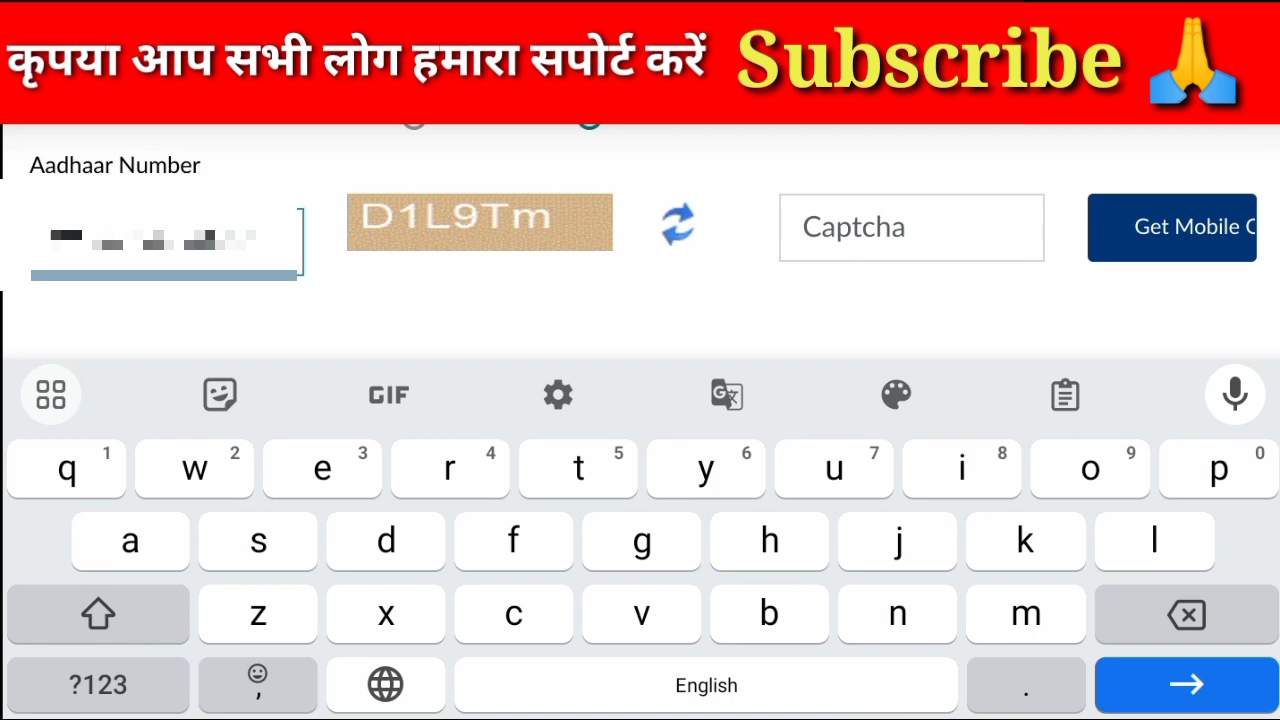 कृपया आप सभी लोग हमारा सपोर्ट करें Subscribe 🙏
Aadhaar Number
D1L9Tm Captcha Get Mobile
GIF
q 1 w 2 e 3 r 4 t 5 y 6 u 7 i 8 o 9 p 0
a s d f g h j k l
z x c v b n m
?123 , English .